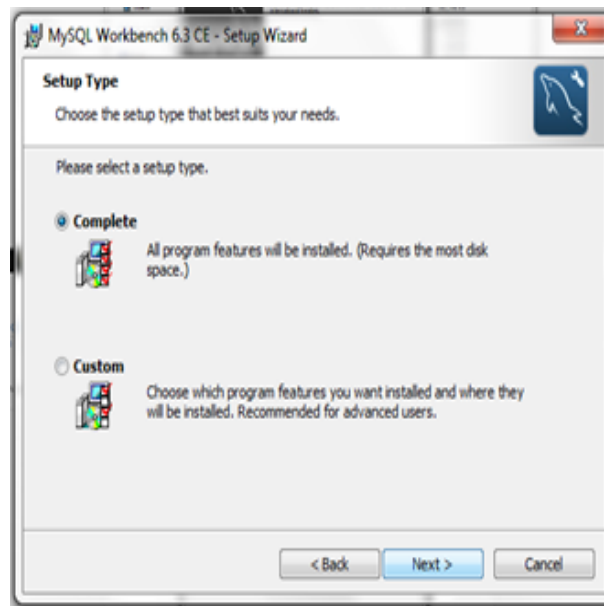 MySQL Workbench 6.3 CE - Setup Wizard
Setup Type
Choose the setup type that best suits your needs.
Please select a setup type.
Complete
All program features will be installed. (Requires the most disk
space.)
Custom
Choose which program features you want installed and where they
will be installed. Recommended for advanced users.
< Back
Next >
Cancel